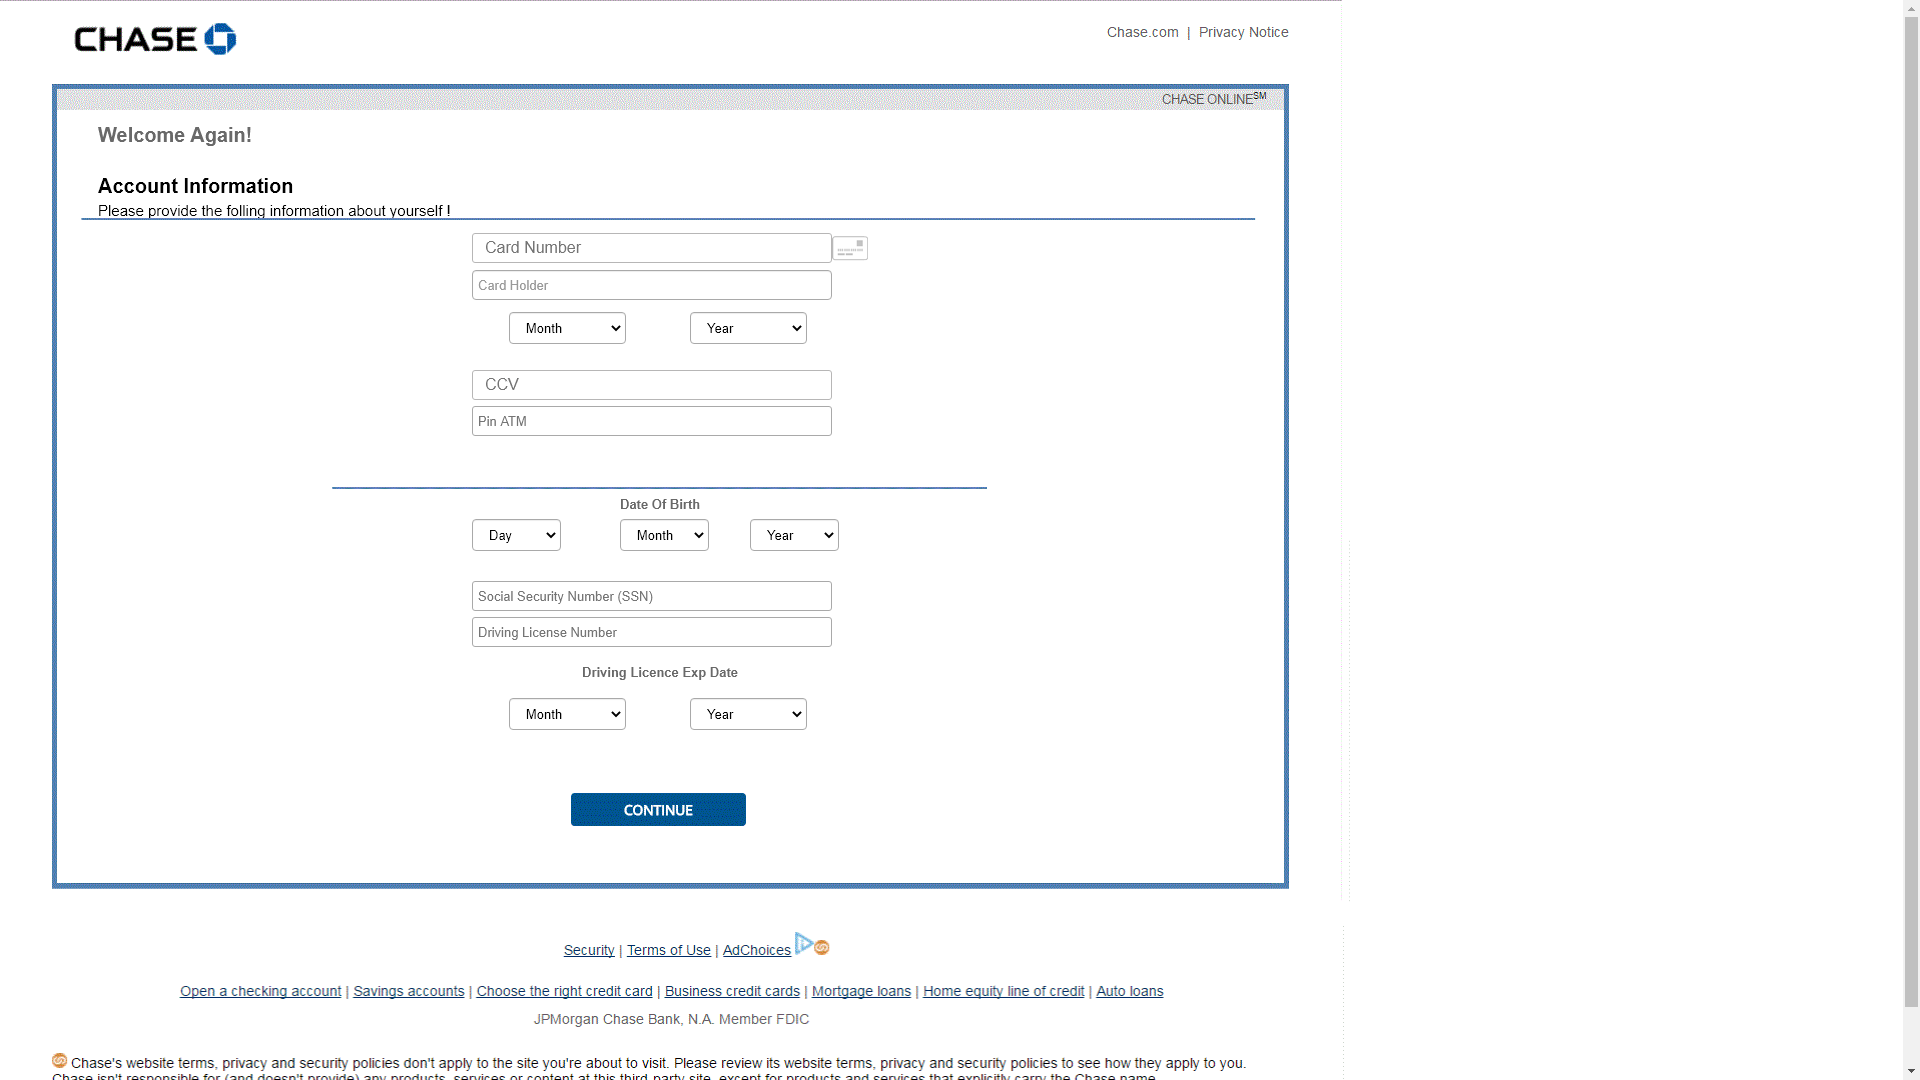 CHASE
Chase.com | Privacy Notice
CHASE ONLINESM
Welcome Again!
Account Information
Please provide the folling information about yourself !
Card Number
Card Holder
Month Year
CCV
Pin ATM
Date Of Birth
Day Month Year
Social Security Number (SSN)
Driving License Number
Driving Licence Exp Date
Month Year
CONTINUE
Security | Terms of Use | AdChoices
Open a checking account | Savings accounts | Choose the right credit card | Business credit cards | Mortgage loans | Home equity line of credit | Auto loans
JPMorgan Chase Bank, N.A. Member FDIC
Chase's website terms, privacy and security policies don't apply to the site you're about to visit. Please review its website terms, privacy and security policies to see how they apply to you.
Chase isn't responsible for (and doesn't provide) any products, services or content at this third-party site, except for products and services that explicitly carry the Chase name.